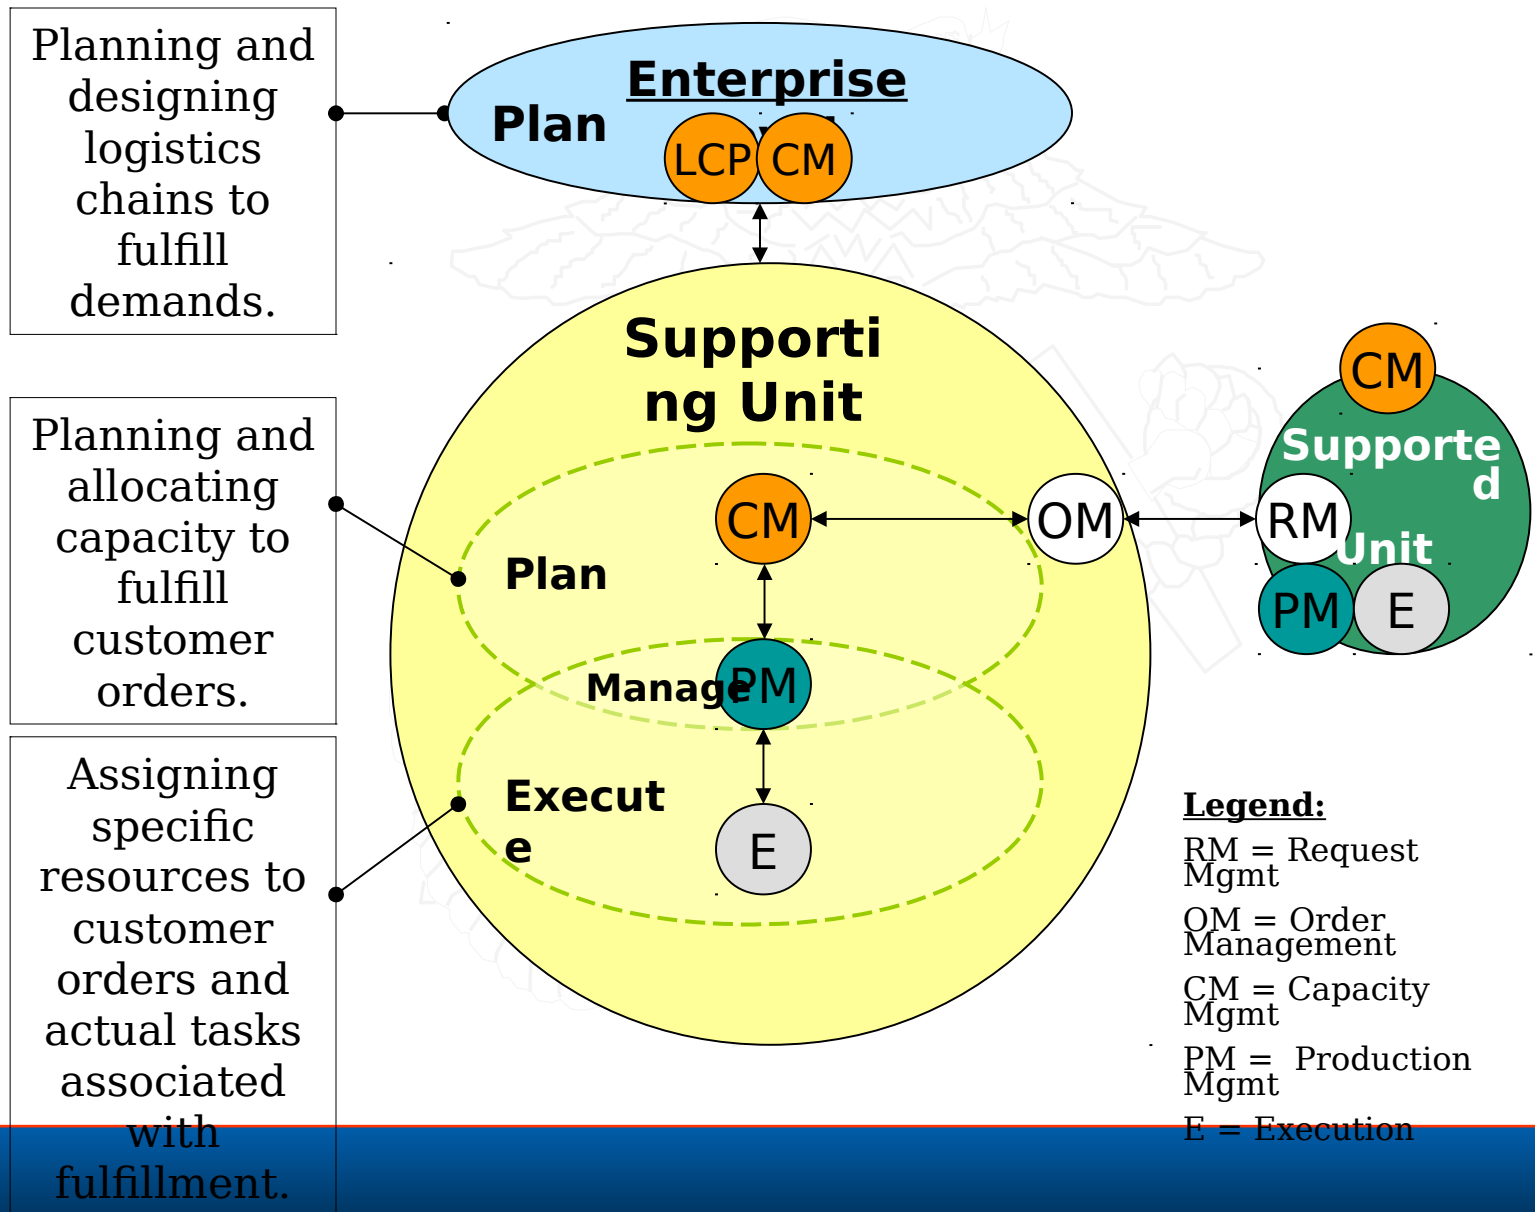 Planning and
designing
logistics
chains to
fulfill
demands.
Enterprise
Plan
LCP
CM
Supporti
ng Unit
Planning and
allocating
capacity to
fulfill
customer
orders.
CM
OM
Plan
Manage
PM
Execut
e
E
Assigning
specific
resources to
customer
orders and
actual tasks
associated
with
fulfillment.
CM
Supporte
d
RM
Unit
PM
E
Legend:
RM = Request
Mgmt
OM = Order
Management
CM = Capacity
Mgmt
PM =  Production
Mgmt
E = Execution